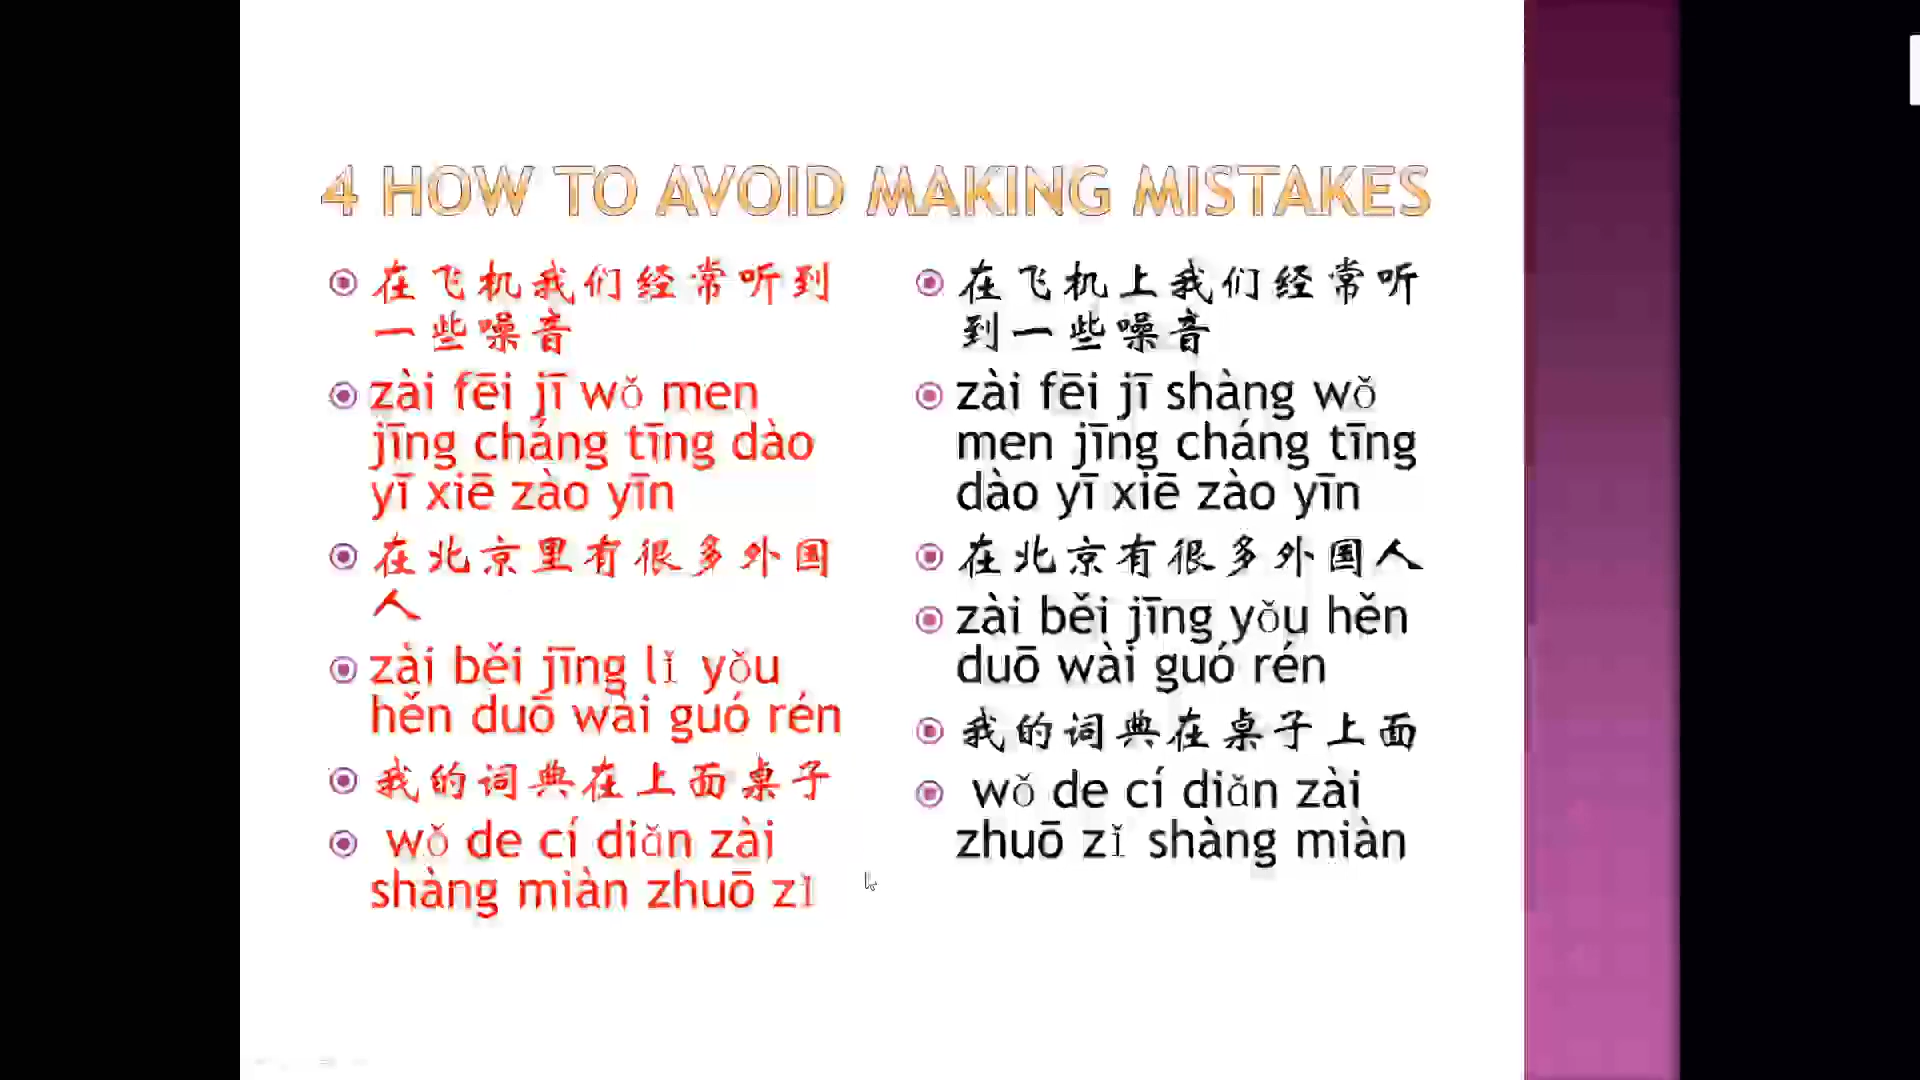 4 HOW TO AVOID MAKING MISTAKES
在飞机我们经常听到
一些噪音
zài fēi jī wǒ men
jīng cháng tīng dào
yī xiē zào yīn
在北京里有很多外国
人
zài běi jīng lǐ yǒu
hěn duō wài guó rén
我的词典在上面桌子
wǒ de cí diǎn zài
shàng miàn zhuō zǐ
在飞机上我们经常听
到一些噪音
zài fēi jī shàng wǒ
men jīng cháng tīng
dào yī xiē zào yīn
在北京有很多外国人
zài běi jīng yǒu hěn
duō wài guó rén
我的词典在桌子上面
wǒ de cí diǎn zài
zhuō zǐ shàng miàn